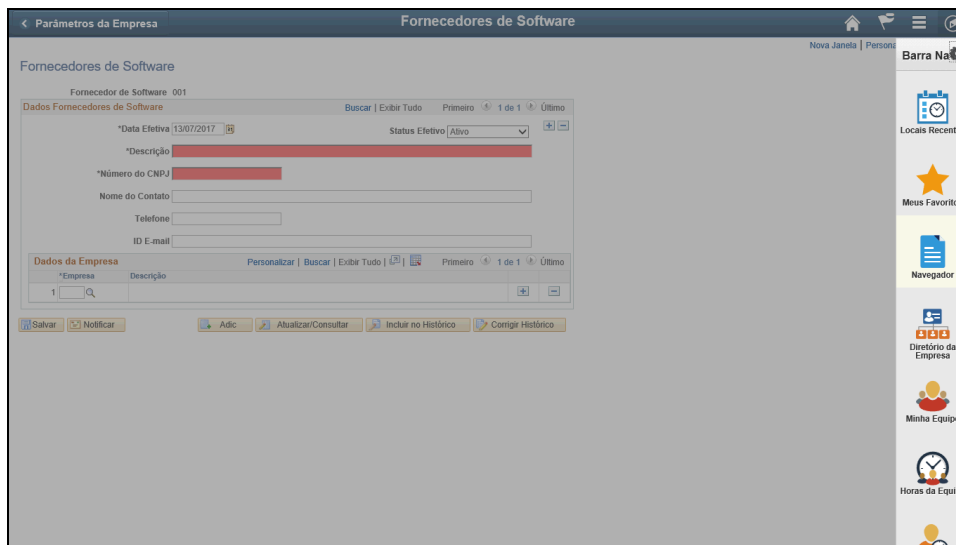 Parâmetros da Empresa Fornecedores de Software
Nova Janela | Persona
Barra Na
Fornecedores de Software
Fornecedor de Software 001
Dados Fornecedores de Software Buscar | Exibir Tudo Primeiro 1 de 1 Último
*Data Efetiva 13/07/2017 Status Efetivo Ativo
*Descrição
*Número do CNPJ
Nome do Contato
Telefone
ID E-mail
Dados da Empresa Personalizar | Buscar | Exibir Tudo | | Primeiro 1 de 1 Último
*Empresa Descrição
1
Salvar Notificar Adic Atualizar/Consultar Incluir no Histórico Corrigir Histórico
Locais Recent
Meus Favorito
Navegador
Diretório da
Empresa
Minha Equipe
Horas da Equi